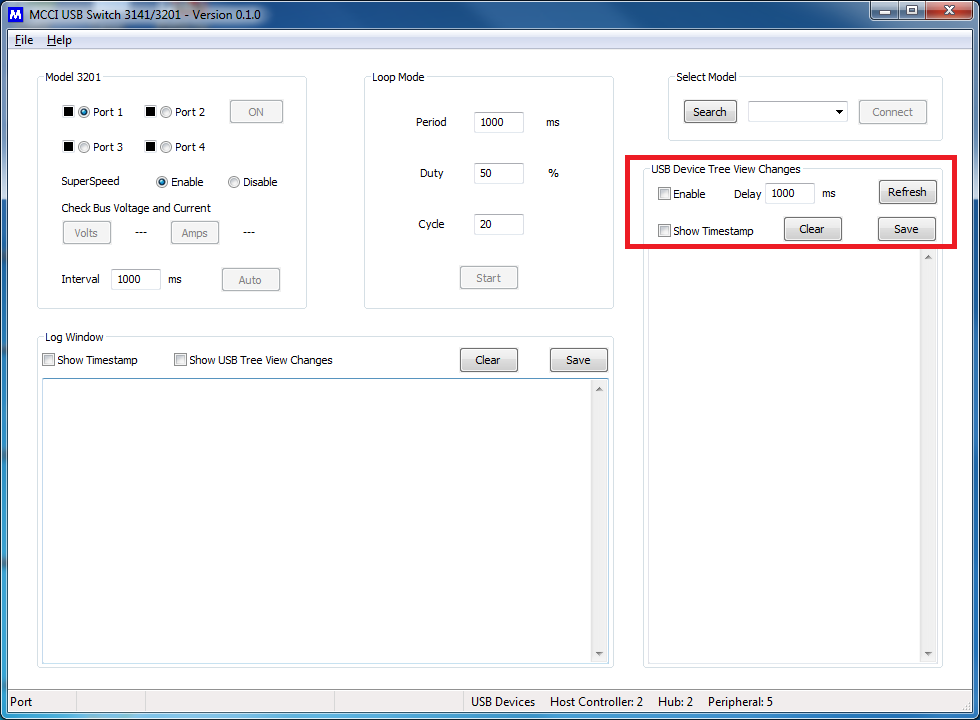 MCCI USB Switch 3141/3201 - Version 0.1.0
File Help
Model 3201
Port 1 Port 2 ON
Port 3 Port 4
SuperSpeed Enable Disable
Check Bus Voltage and Current
Volts --- Amps ---
Interval 1000 ms Auto
Loop Mode
Period 1000 ms
Duty 50 %
Cycle 20
Start
Select Model
Search Connect
USB Device Tree View Changes
Enable Delay 1000 ms Refresh
Show Timestamp Clear Save
Log Window
Show Timestamp Show USB Tree View Changes Clear Save
Port USB Devices Host Controller: 2 Hub: 2 Peripheral: 5